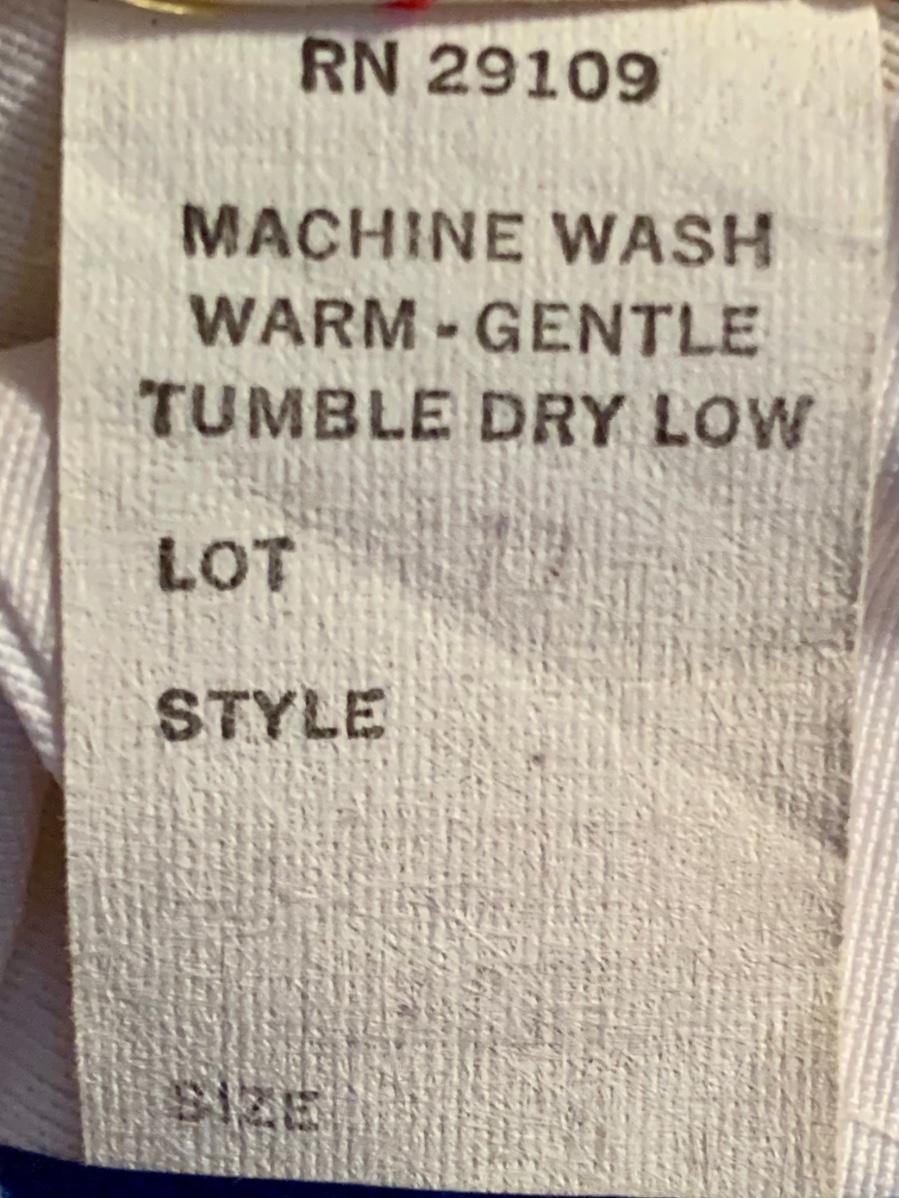 RN 29109
MACHINE WASH
WARM - GENTLE
TUMBLE DRY LOW
LOT
STYLE
SIZE